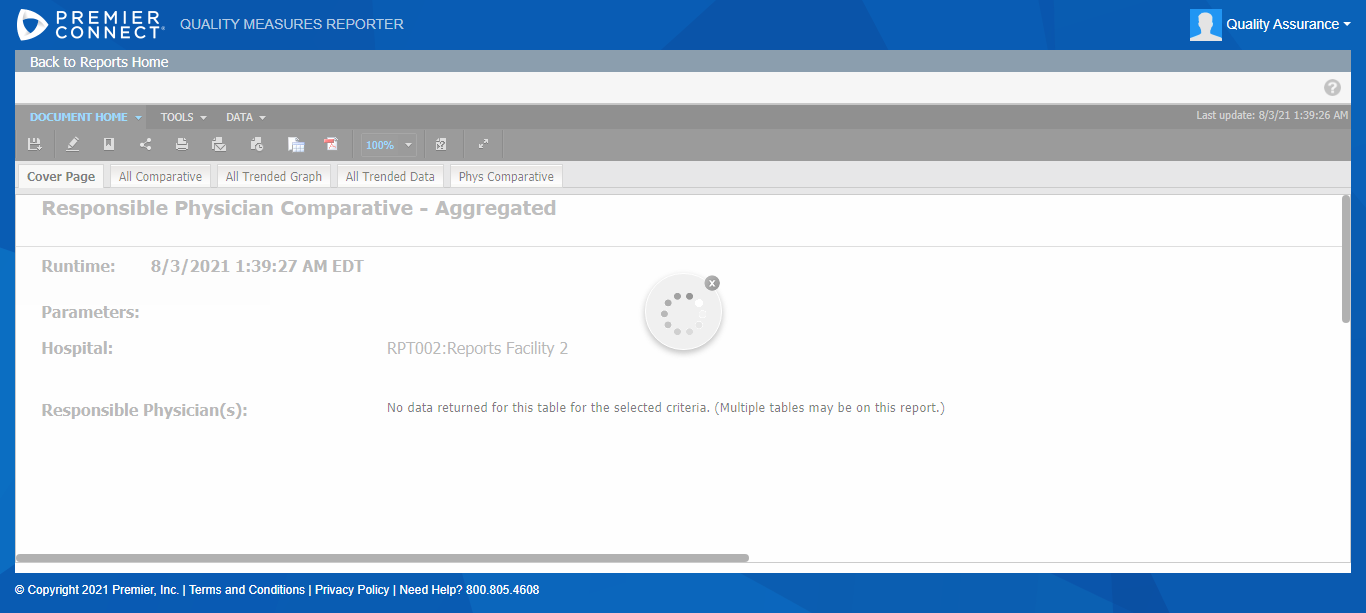 PREMIER
CONNECT
QUALITY MEASURES REPORTER
Quality Assurance
Back to Reports Home
?
DOCUMENT HOME TOOLS DATA
Last update: 8/3/21 1:39:26 AM
100%
Cover Page All Comparative All Trended Graph All Trended Data Phys Comparative
Responsible Physician Comparative - Aggregated
Runtime: 8/3/2021 1:39:27 AM EDT
x
Parameters:
Hospital: RPT002:Reports Facility 2
Responsible Physician(s): No data returned for this table for the selected criteria. (Multiple tables may be on this report.)
© Copyright 2021 Premier, Inc. | Terms and Conditions | Privacy Policy | Need Help? 800.805.4608